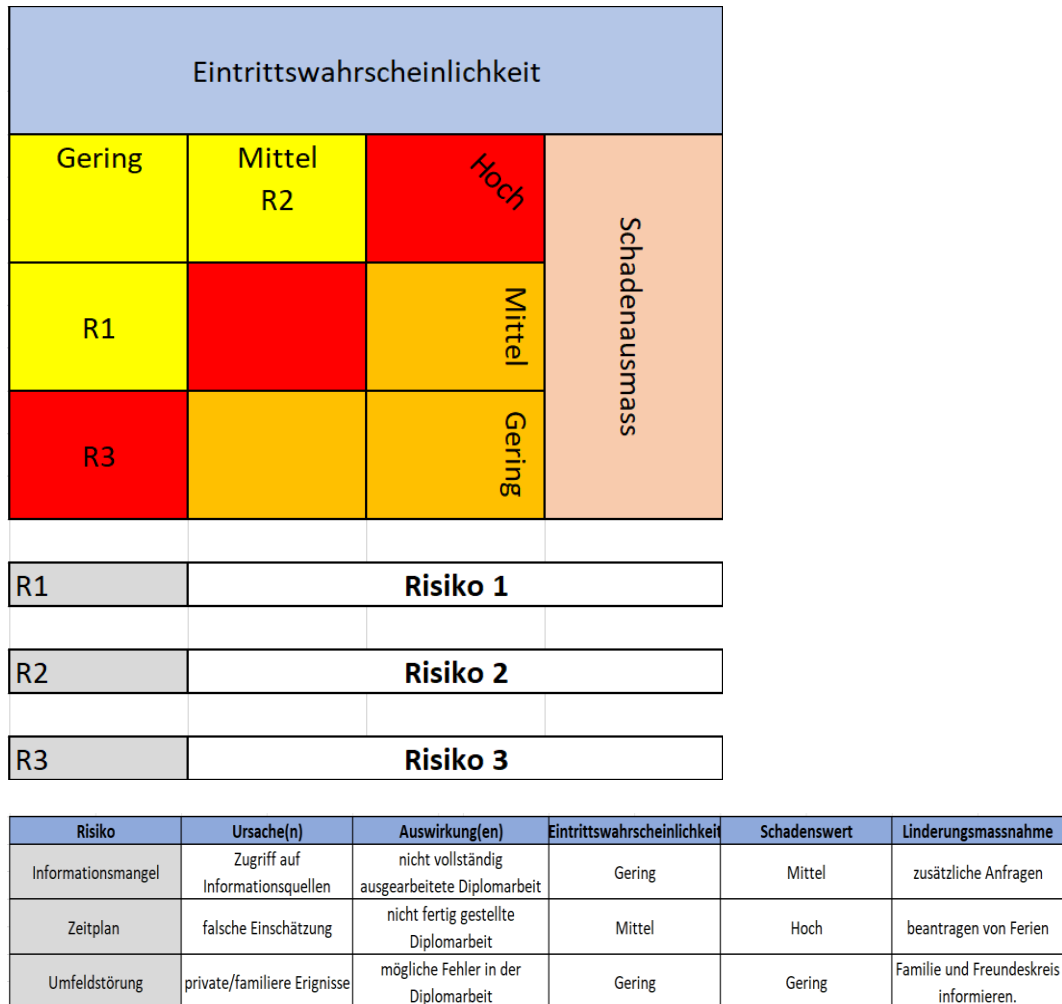 Eintrittswahrscheinlichkeit
Gering
Mittel
R2
Hoch
Schadenausmass
R1
Mittel
R3
Gering
R1
Risiko 1
R2
Risiko 2
R3
Risiko 3
Risiko
Ursache(n)
Auswirkung(en)
Eintrittswahrscheinlichkeit
Schadenswert
Linderungsmassnahme
Informationsmangel
Zugriff auf
Informationsquellen
nicht vollständig
ausgearbeitete Diplomarbeit
Gering
Mittel
zusätzliche Anfragen
Zeitplan
falsche Einschätzung
nicht fertig gestellte
Diplomarbeit
Mittel
Hoch
beantragen von Ferien
Umfeldstörung
private/familiere Erignisse
mögliche Fehler in der
Diplomarbeit
Gering
Gering
Familie und Freundeskreis
informieren.